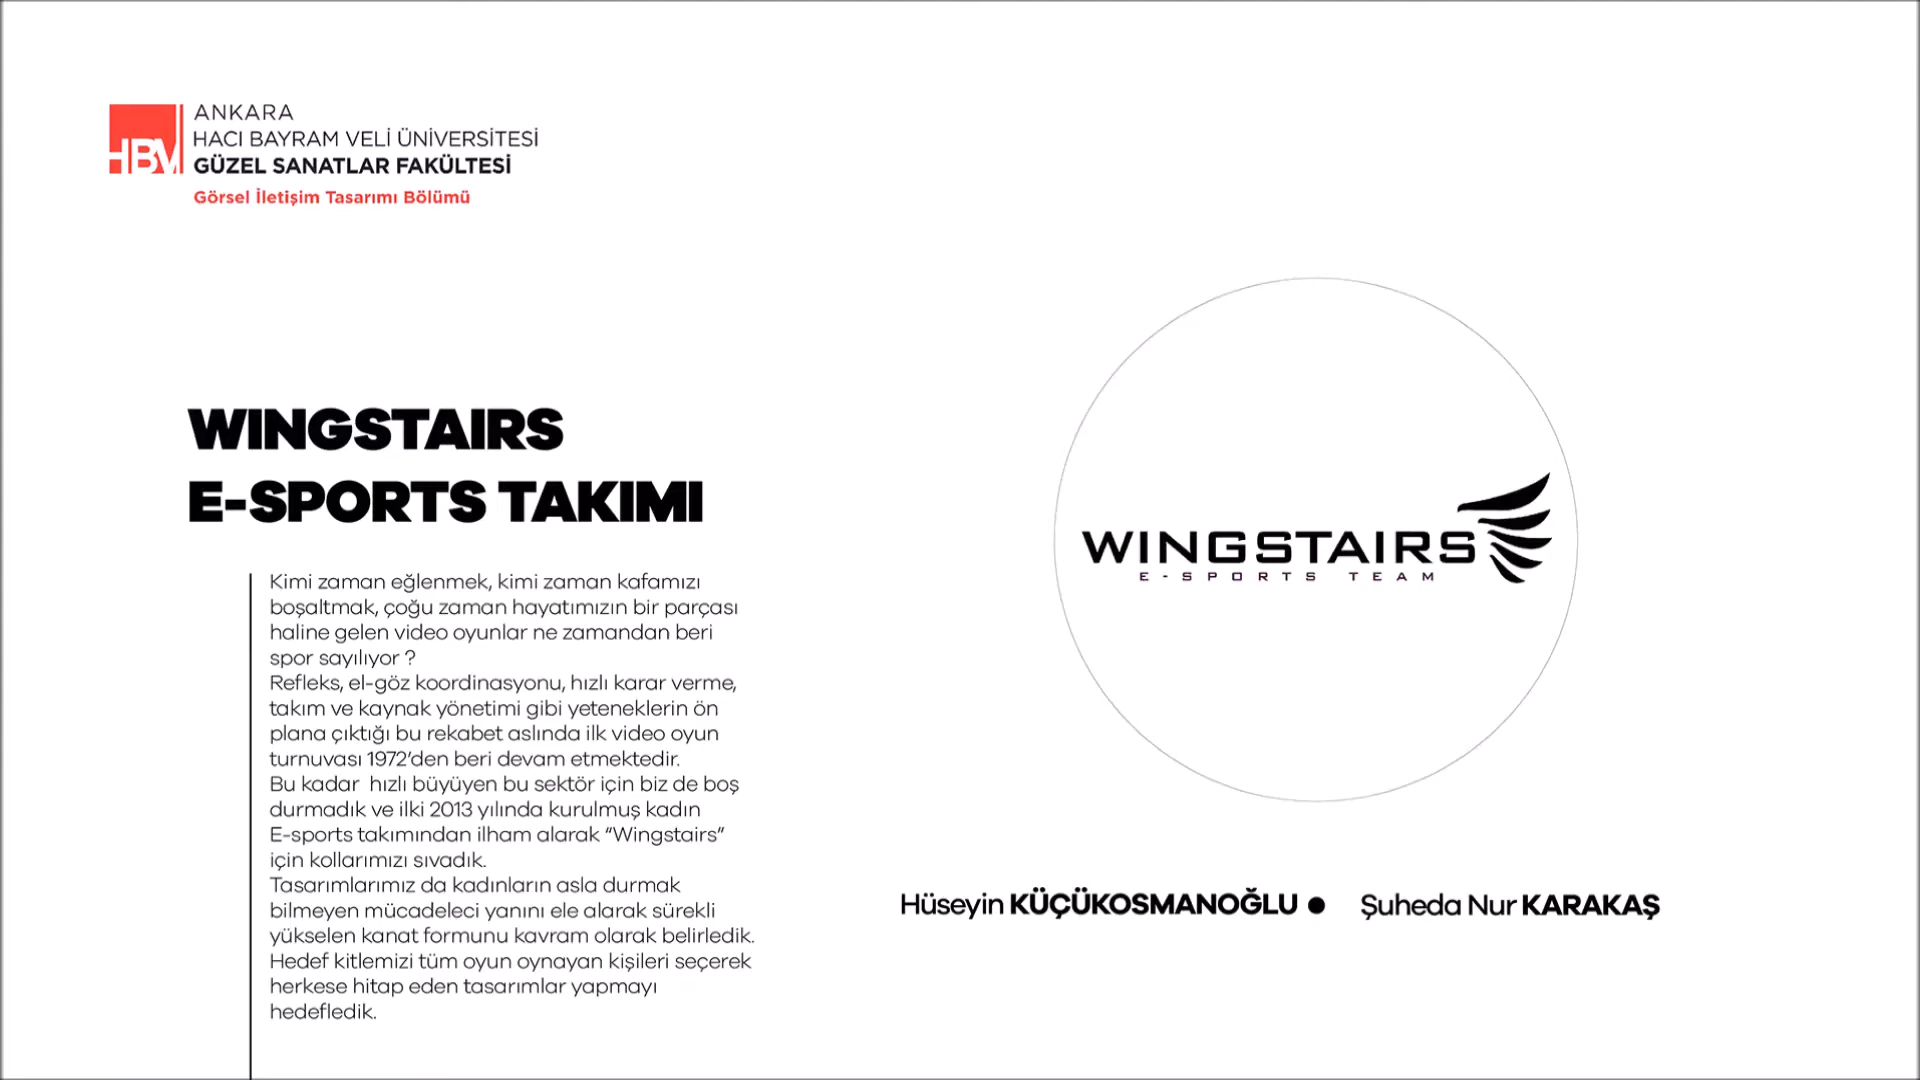 HBV
ANKARA
HACI BAYRAM VELİ ÜNİVERSİTESİ
GÜZEL SANATLAR FAKÜLTESİ
Görsel İletişim Tasarımı Bölümü
WINGSTAIRS
E-SPORTS TAKIMI
Kimi zaman eğlenmek, kimi zaman kafamızı
boşaltmak, çoğu zaman hayatımızın bir parçası
haline gelen video oyunlar ne zamandan beri
spor sayılıyor ?
Refleks, el-göz koordinasyonu, hızlı karar verme,
takım ve kaynak yönetimi gibi yeteneklerin ön
plana çıktığı bu rekabet aslında ilk video oyun
turnuvası 1972’den beri devam etmektedir.
Bu kadar  hızlı büyüyen bu sektör için biz de boş
durmadık ve ilki 2013 yılında kurulmuş kadın
E-sports takımından ilham alarak “Wingstairs”
için kollarımızı sıvadık.
Tasarımlarımız da kadınların asla durmak
bilmeyen mücadeleci yanını ele alarak sürekli
yükselen kanat formunu kavram olarak belirledik.
Hedef kitlemizi tüm oyun oynayan kişileri seçerek
herkese hitap eden tasarımlar yapmayı
hedefledik.
WINGSTAIRS
E-SPORTS TEAM
Hüseyin KÜÇÜKOSMANOĞLU ● Şuheda Nur KARAKAŞ